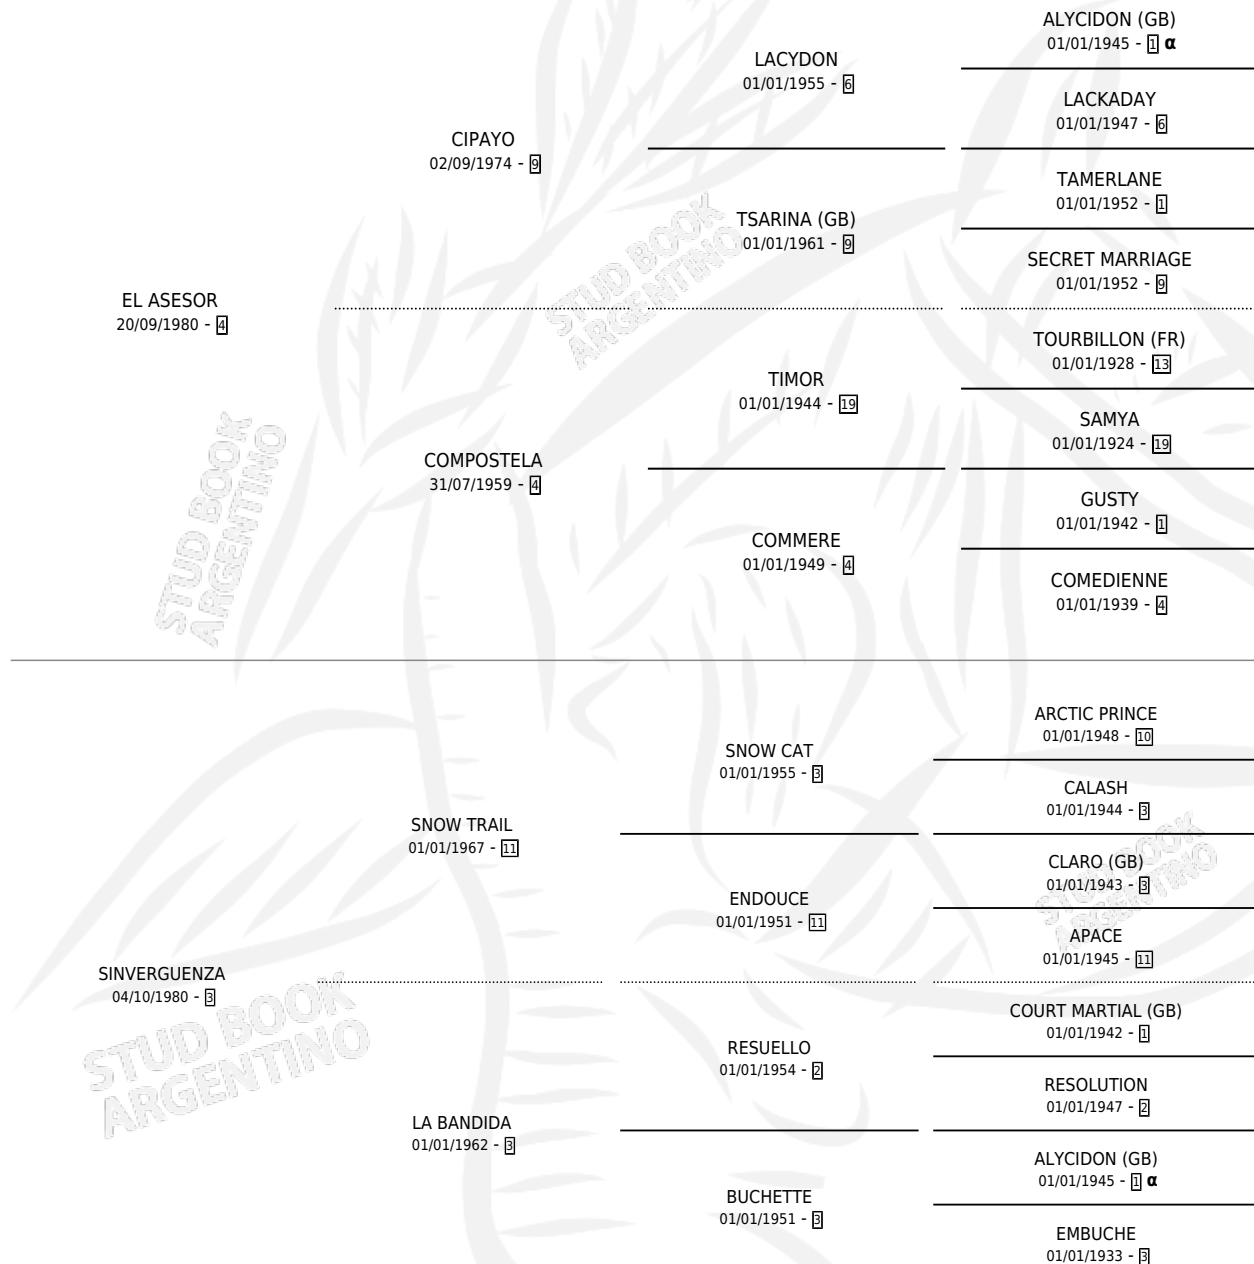 ALYCIDON (GB)
01/01/1945 - 1 α
LACYDON
01/01/1955 - 6
LACKADAY
01/01/1947 - 6
CIPAYO
02/09/1974 - 9
TAMERLANE
01/01/1952 - 1
TSARINA (GB)
01/01/1961 - 9
SECRET MARRIAGE
01/01/1952 - 9
EL ASESOR
20/09/1980 - 4
TOURBILLON (FR)
01/01/1928 - 13
TIMOR
01/01/1944 - 19
SAMYA
01/01/1924 - 19
COMPOSTELA
31/07/1959 - 4
GUSTY
01/01/1942 - 1
COMMERE
01/01/1949 - 4
COMEDIENNE
01/01/1939 - 4
ARCTIC PRINCE
01/01/1948 - 10
SNOW CAT
01/01/1955 - 3
CALASH
01/01/1944 - 3
SNOW TRAIL
01/01/1967 - 11
CLARO (GB)
01/01/1943 - 3
ENDOUCE
01/01/1951 - 11
APACE
01/01/1945 - 11
SINVERGUENZA
04/10/1980 - 3
COURT MARTIAL (GB)
01/01/1942 - 1
RESUELLO
01/01/1954 - 2
RESOLUTION
01/01/1947 - 2
LA BANDIDA
01/01/1962 - 3
ALYCIDON (GB)
01/01/1945 - 1 α
BUCHETTE
01/01/1951 - 3
EMBUCHE
01/01/1933 - 3
STUD BOOK
ARGENTINO
STUD BOOK
ARGENTINO
STUD BOOK
ARGENTINO
STUD BOOK
ARGENTINO